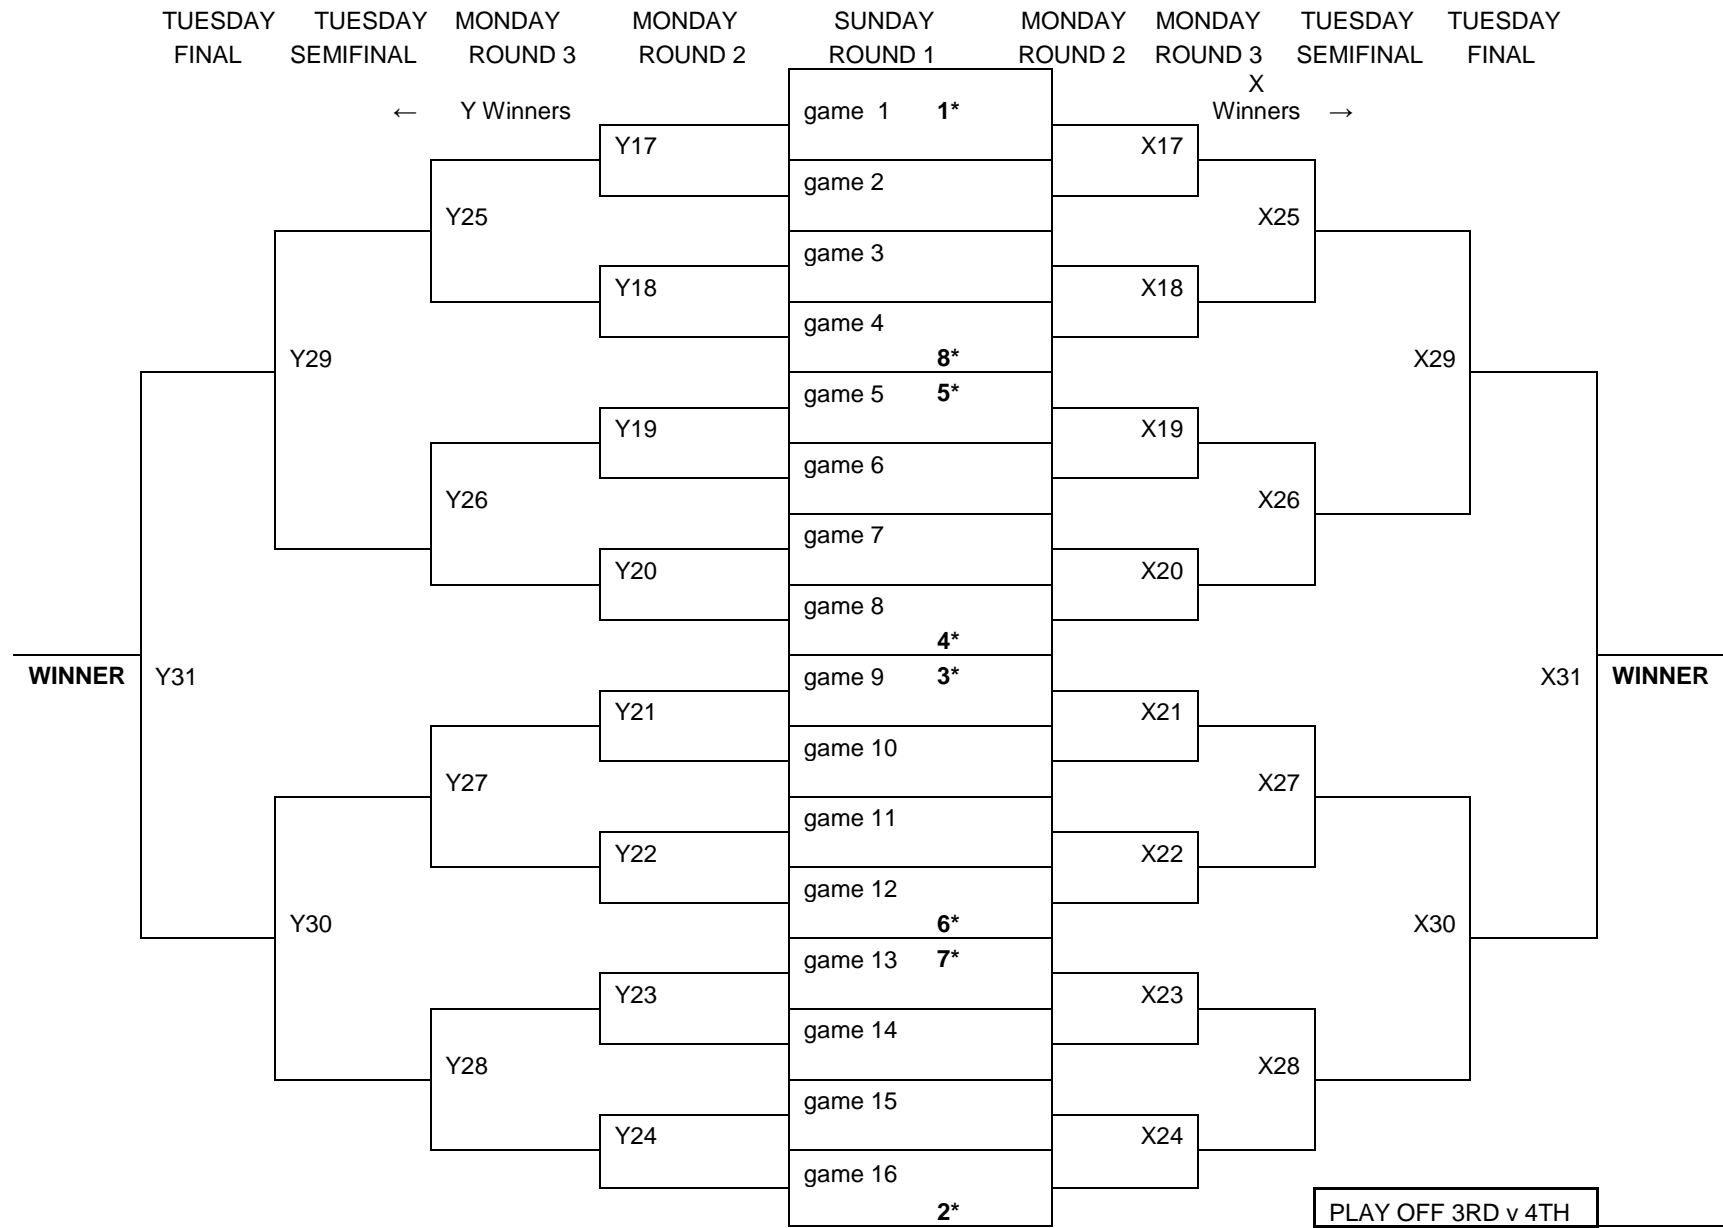 TUESDAY TUESDAY MONDAY MONDAY SUNDAY MONDAY MONDAY TUESDAY TUESDAY
FINAL SEMIFINAL ROUND 3 ROUND 2 ROUND 1 ROUND 2 ROUND 3 SEMIFINAL FINAL
X
← Y Winners game 1 1* Winners →
Y17 X17
game 2
Y25 X25
game 3
Y18 X18
game 4
Y29 8* X29
game 5 5*
Y19 X19
game 6
Y26 X26
game 7
Y20 X20
game 8
4*
WINNER Y31 game 9 3* X31 WINNER
Y21 X21
game 10
Y27 X27
game 11
Y22 X22
game 12
Y30 6* X30
game 13 7*
Y23 X23
game 14
Y28 X28
game 15
Y24 X24
game 16
2* PLAY OFF 3RD v 4TH